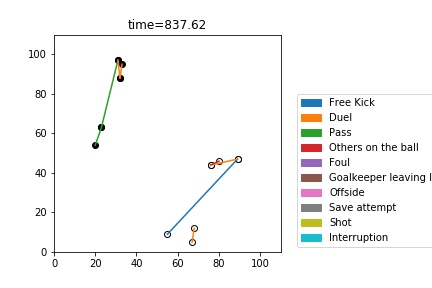 time=837.62
100
80
60
40
20
0
0 20 40 60 80 100
Free Kick
Duel
Pass
Others on the ball
Foul
Goalkeeper leaving l
Offside
Save attempt
Shot
Interruption